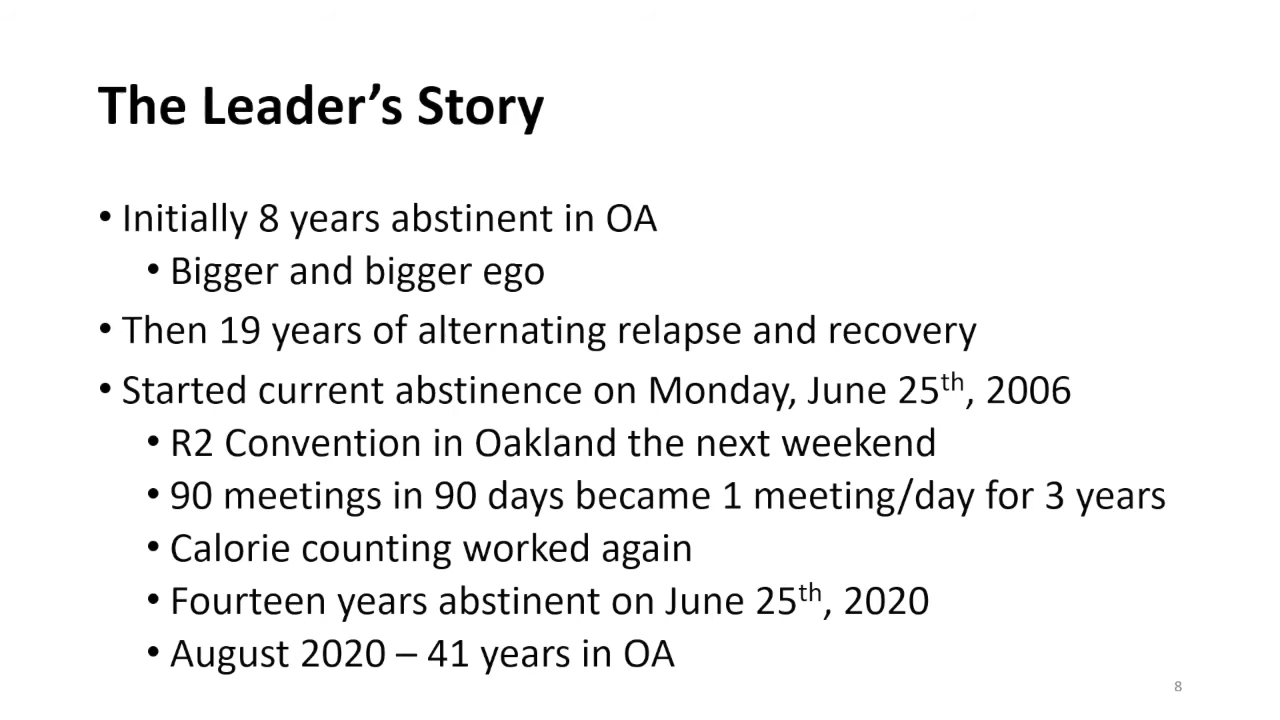 The Leader’s Story
• Initially 8 years abstinent in OA
• Bigger and bigger ego
• Then 19 years of alternating relapse and recovery
• Started current abstinence on Monday, June 25th, 2006
• R2 Convention in Oakland the next weekend
• 90 meetings in 90 days became 1 meeting/day for 3 years
• Calorie counting worked again
• Fourteen years abstinent on June 25th, 2020
• August 2020 – 41 years in OA
8